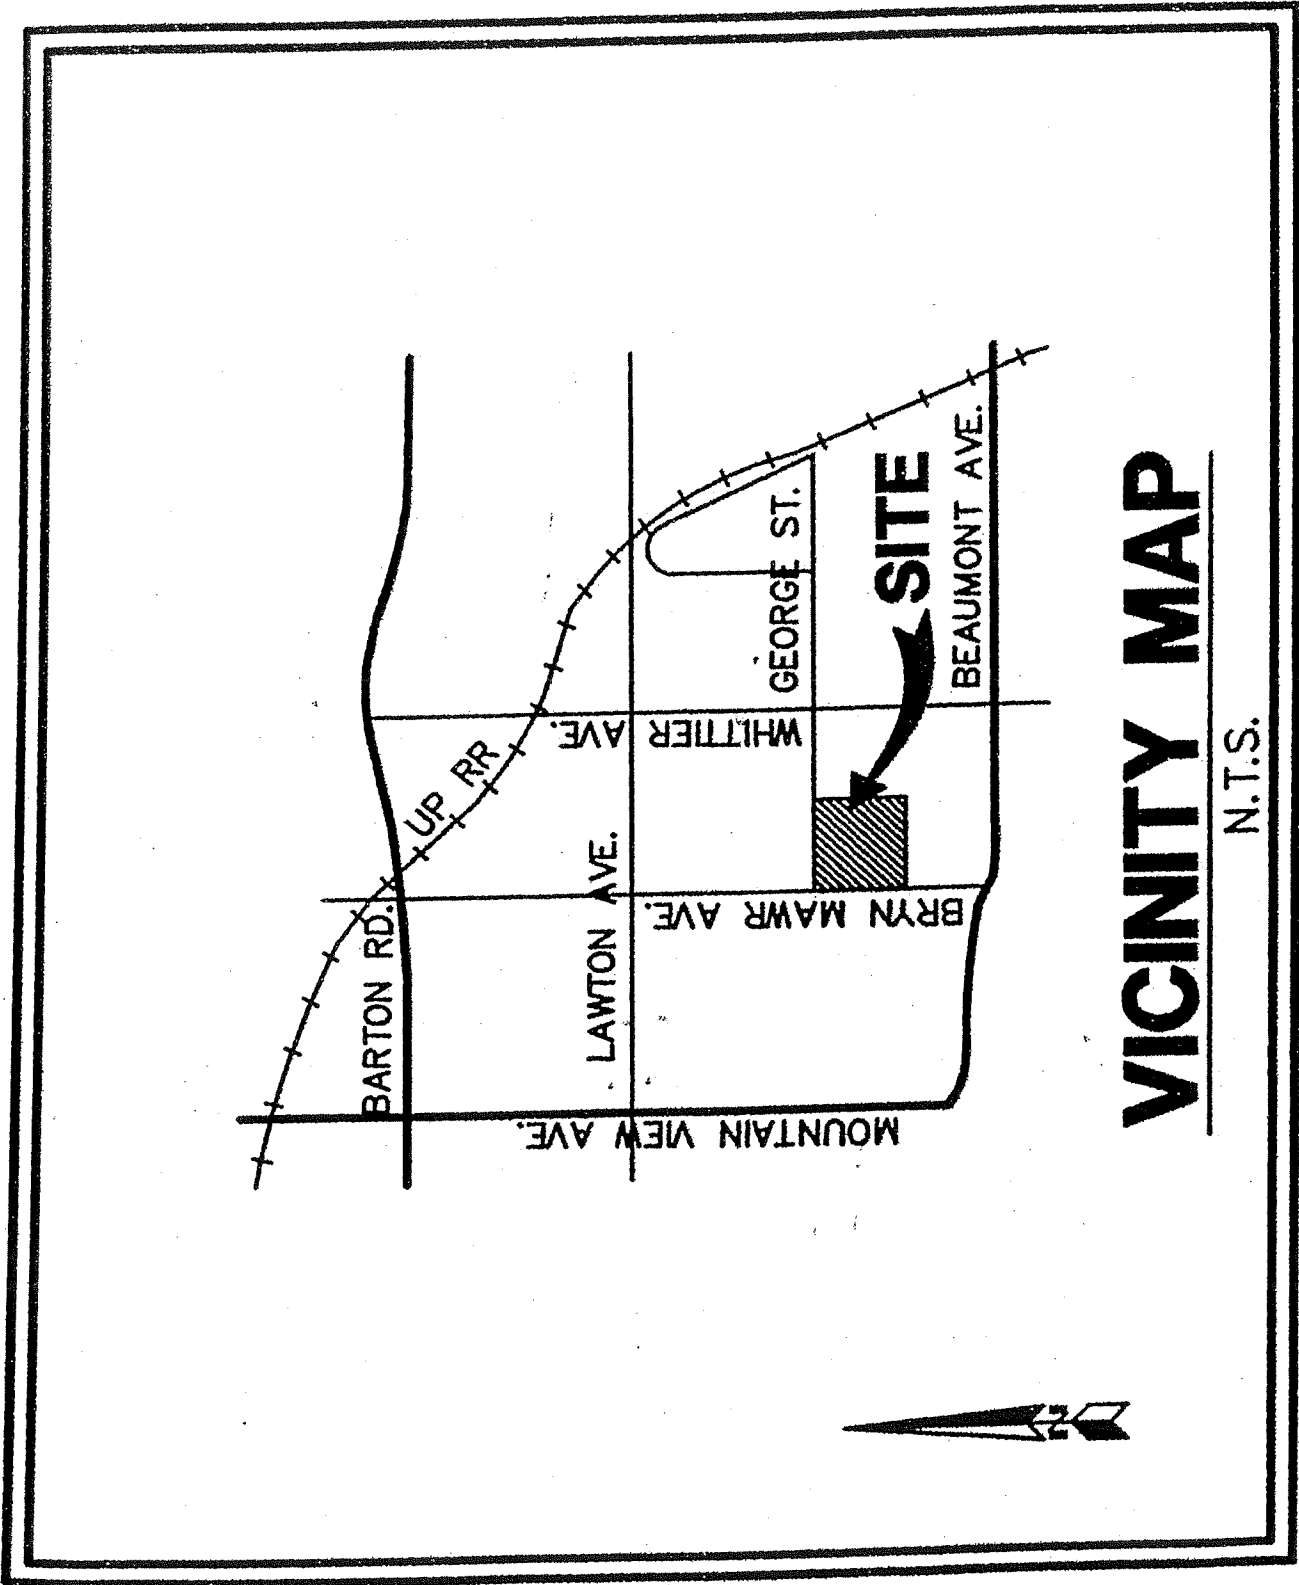 BARTON RD.
UP RR
LAWTON AVE.
WHITTIER AVE.
MOUNTAIN VIEW AVE.
BRYN MAWR AVE.
GEORGE ST.
SITE
BEAUMONT AVE.
N
VICINITY MAP
N.T.S.